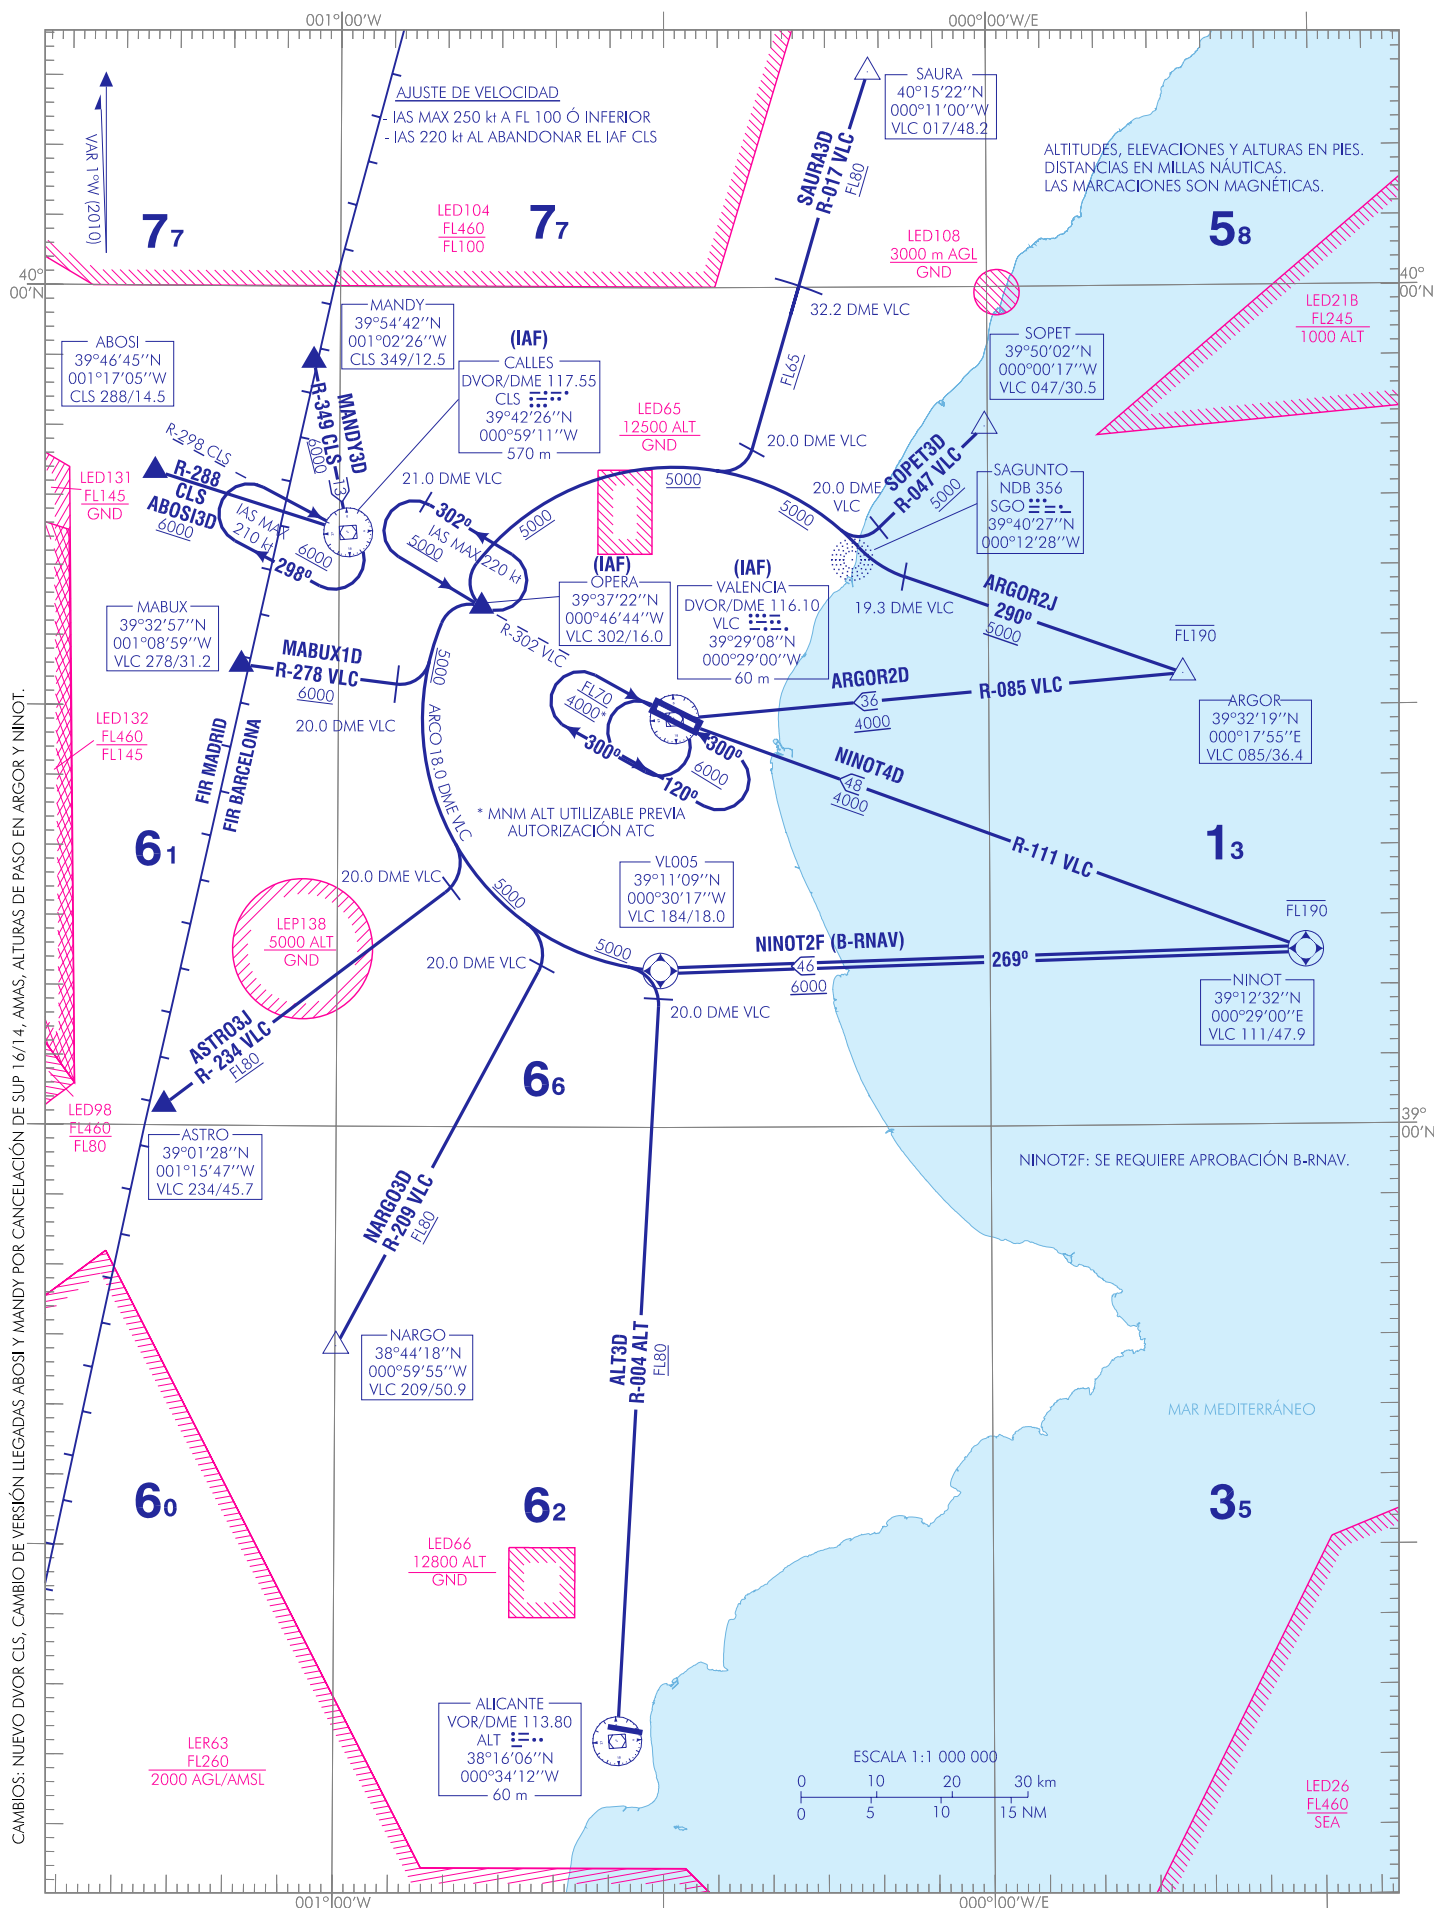 001°00'W
000°00'W/E
AJUSTE DE VELOCIDAD
- IAS MAX 250 kt A FL 100 Ó INFERIOR
- IAS 220 kt AL ABANDONAR EL IAF CLS
VAR 1°W (2010)
SAURA
40°15'22''N
000°11'00''W
VLC 017/48.2
ALTITUDES, ELEVACIONES Y ALTURAS EN PIES.
DISTANCIAS EN MILLAS NÁUTICAS.
LAS MARCACIONES SON MAGNÉTICAS.
SAURA3D
R-017 VLC
FL80
77
LED104
FL460
FL100
77
LED108
3000 m AGL
GND
58
40°
00'N
40°
00'N
LED21B
FL245
1000 ALT
MANDY
39°54'42''N
001°02'26''W
CLS 349/12.5
32.2 DME VLC
FL65
ABOSI
39°46'45''N
001°17'05''W
CLS 288/14.5
(IAF)
CALLES
DVOR/DME 117.55
CLS
39°42'26''N
000°59'11''W
570 m
SOPET
39°50'02''N
000°00'17''W
VLC 047/30.5
MANDY3D
R-349 CLS
6000
13
LED65
12500 ALT
GND
20.0 DME VLC
R-298 CLS
R-288
CLS
ABOSI3D
6000
LED131
FL145
GND
IAS MAX
210 kt
6000
298°
21.0 DME VLC
302°
IAS MAX 220 kt
5000
5000
5000
5000
20.0 DME
VLC
SOPET3D
R-047 VLC
5000
SAGUNTO
NDB 356
SGO
39°40'27''N
000°12'28''W
(IAF)
ÓPERA
39°37'22''N
000°46'44''W
VLC 302/16.0
(IAF)
VALENCIA
DVOR/DME 116.10
VLC
39°29'08''N
000°29'00''W
60 m
19.3 DME VLC
ARGOR2J
290°
5000
MABUX
39°32'57''N
001°08'59''W
VLC 278/31.2
MABUX1D
R-278 VLC
6000
20.0 DME VLC
5000
R-302 VLC
FL190
ARGOR
39°32'19''N
000°17'55''E
VLC 085/36.4
ARGOR2D
R-085 VLC
36
4000
FL70
4000*
300°
300°
6000
120°
LED132
FL460
FL145
FIR MADRID
FIR BARCELONA
ARCO 18.0 DME VLC
NINOT4D
48
4000
R-111 VLC
* MNM ALT UTILIZABLE PREVIA
AUTORIZACIÓN ATC
61
13
VL005
39°11'09''N
000°30'17''W
VLC 184/18.0
20.0 DME VLC
5000
LEP138
5000 ALT
GND
FL190
5000
NINOT2F (B-RNAV)
46
6000
269°
20.0 DME VLC
20.0 DME VLC
NINOT
39°12'32''N
000°29'00''E
VLC 111/47.9
ASTRO3J
R- 234 VLC
FL80
66
LED98
FL460
FL80
39°
00'N
ASTRO
39°01'28''N
001°15'47''W
VLC 234/45.7
NINOT2F: SE REQUIERE APROBACIÓN B-RNAV.
NARGO3D
R-209 VLC
FL80
NARGO
38°44'18''N
000°59'55''W
VLC 209/50.9
ALT3D
R-004 ALT
FL80
MAR MEDITERRÁNEO
60
62
35
LED66
12800 ALT
GND
ALICANTE
VOR/DME 113.80
ALT
38°16'06''N
000°34'12''W
60 m
LER63
FL260
2000 AGL/AMSL
ESCALA 1:1 000 000
0 10 20 30 km
0 5 10 15 NM
LED26
FL460
SEA
001°00'W
000°00'W/E
CAMBIOS: NUEVO DVOR CLS, CAMBIO DE VERSIÓN LLEGADAS ABOSI Y MANDY POR CANCELACIÓN DE SUP 16/14, AMAS, ALTURAS DE PASO EN ARGOR Y NINOT.